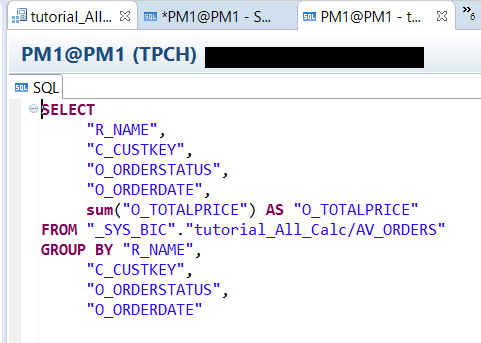 tutorial_All... *PM1@PM1 - S... PM1@PM1 - t... »6
PM1@PM1 (TPCH)
SQL
SELECT
"R_NAME",
"C_CUSTKEY",
"O_ORDERSTATUS",
"O_ORDERDATE",
sum("O_TOTALPRICE") AS "O_TOTALPRICE"
FROM "_SYS_BIC"."tutorial_All_Calc/AV_ORDERS"
GROUP BY "R_NAME",
"C_CUSTKEY",
"O_ORDERSTATUS",
"O_ORDERDATE"